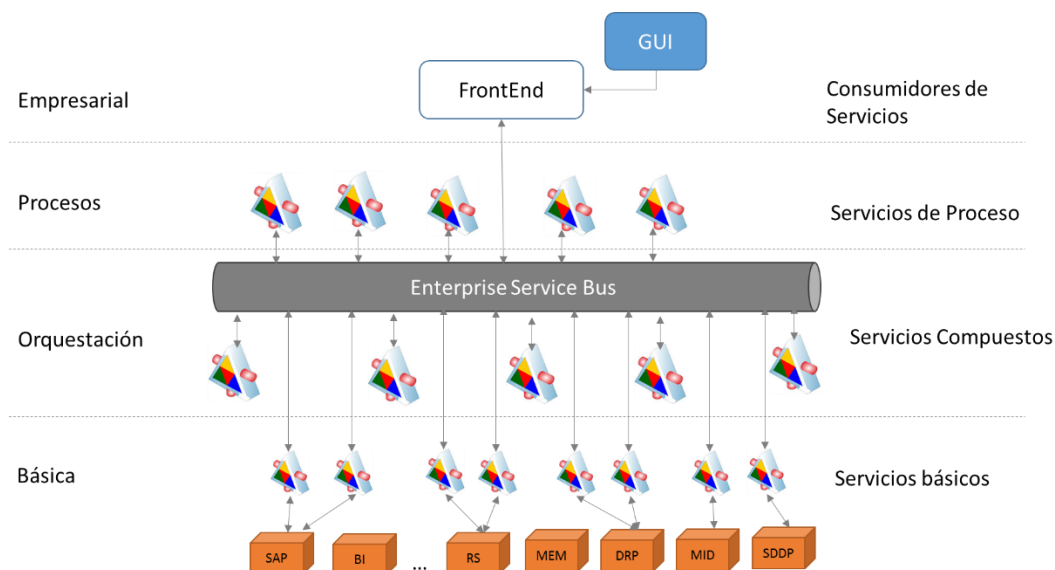 GUI
FrontEnd
Empresarial
Consumidores de
Servicios
Procesos
Servicios de Proceso
Enterprise Service Bus
Orquestación
Servicios Compuestos
Básica
Servicios básicos
SAP
BI
...
RS
MEM
DRP
MID
SDDP